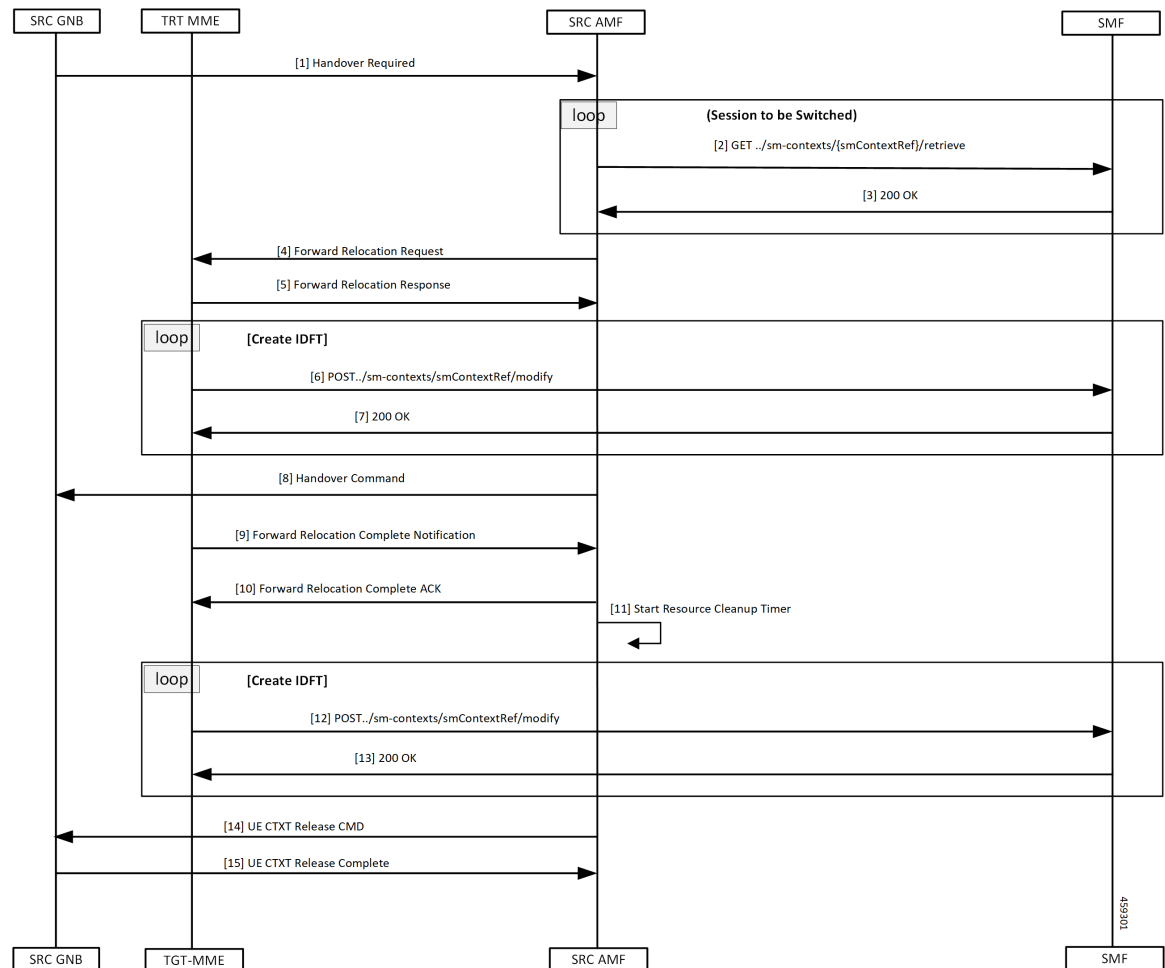 SRC GNB
TRT MME
SRC AMF
SMF
[1] Handover Required
loop
(Session to be Switched)
[2] GET ../sm-contexts/{smContextRef}/retrieve
[3] 200 OK
[4] Forward Relocation Request
[5] Forward Relocation Response
loop
[Create IDFT]
[6] POST../sm-contexts/smContextRef/modify
[7] 200 OK
[8] Handover Command
[9] Forward Relocation Complete Notification
[10] Forward Relocation Complete ACK
[11] Start Resource Cleanup Timer
loop
[Create IDFT]
[12] POST../sm-contexts/smContextRef/modify
[13] 200 OK
[14] UE CTXT Release CMD
[15] UE CTXT Release Complete
459301
SRC GNB
TGT-MME
SRC AMF
SMF